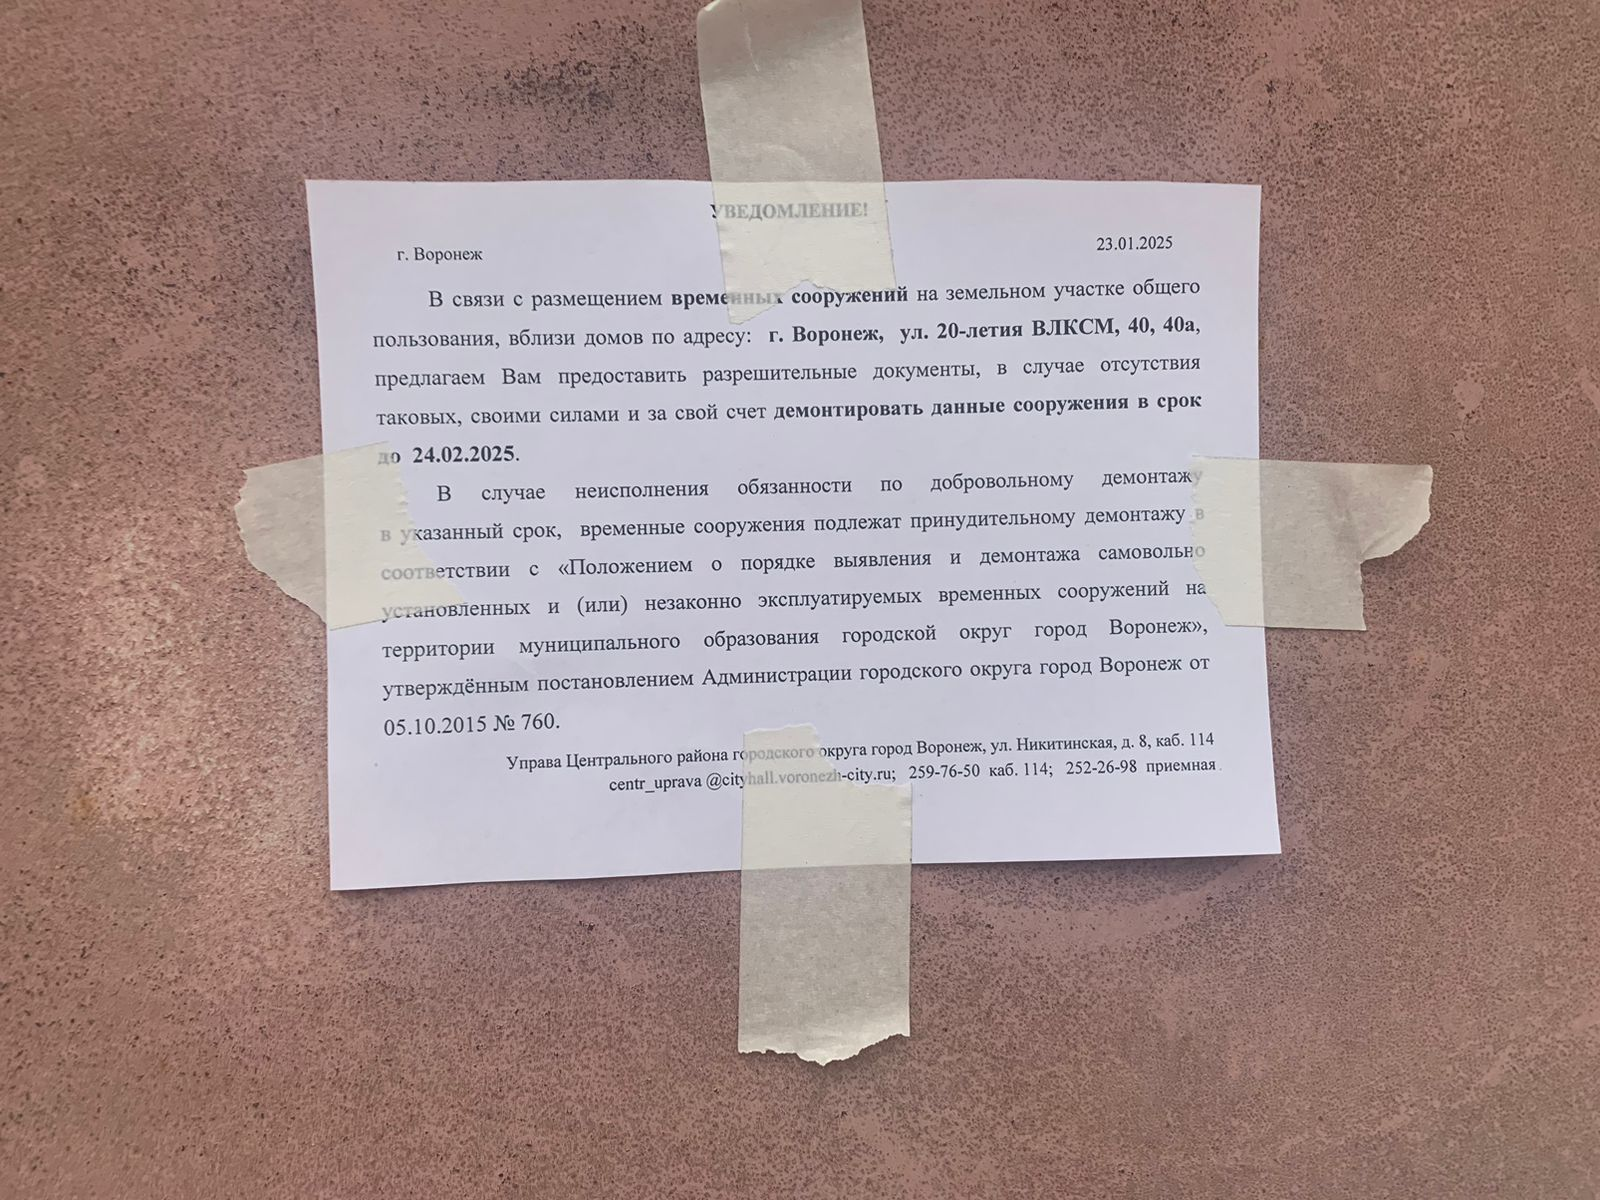 УВЕДОМЛЕНИЕ!
г. Воронеж 23.01.2025
В связи с размещением временных сооружений на земельном участке общего
пользования, вблизи домов по адресу: г. Воронеж, ул. 20-летия ВЛКСМ, 40, 40а,
предлагаем Вам предоставить разрешительные документы, в случае отсутствия
таковых, своими силами и за свой счет демонтировать данные сооружения в срок
до 24.02.2025.
В случае неисполнения обязанности по добровольному демонтажу
в указанный срок, временные сооружения подлежат принудительному демонтажу в
соответствии с «Положением о порядке выявления и демонтажа самовольно
установленных и (или) незаконно эксплуатируемых временных сооружений на
территории муниципального образования городской округ город Воронеж»,
утверждённым постановлением Администрации городского округа город Воронеж от
05.10.2015 № 760.
Управа Центрального района городского округа город Воронеж, ул. Никитинская, д. 8, каб. 114
centr_uprava @cityhall.voronezh-city.ru; 259-76-50 каб. 114; 252-26-98 приемная